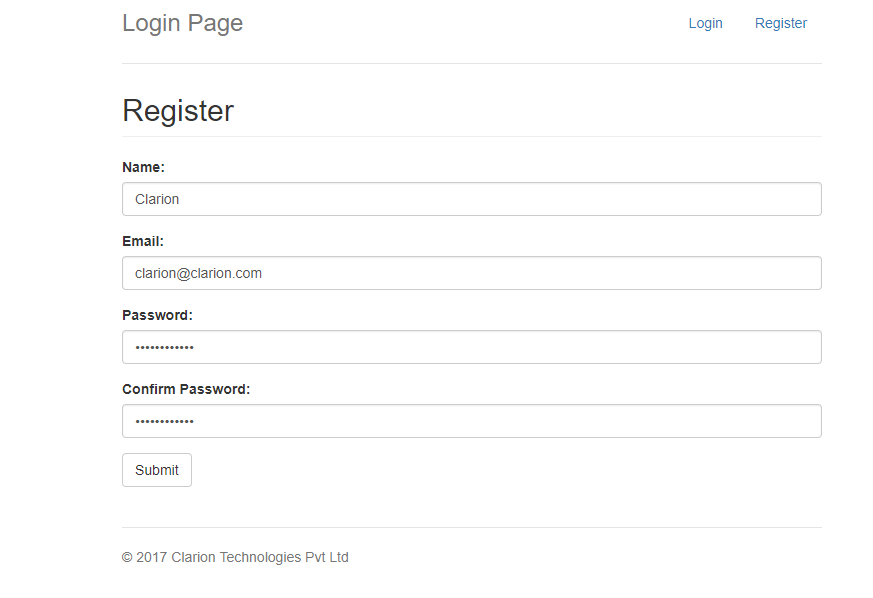 Login Page Login Register
Register
Name:
Clarion
Email:
clarion@clarion.com
Password:
••••••••••••
Confirm Password:
••••••••••••
Submit
© 2017 Clarion Technologies Pvt Ltd